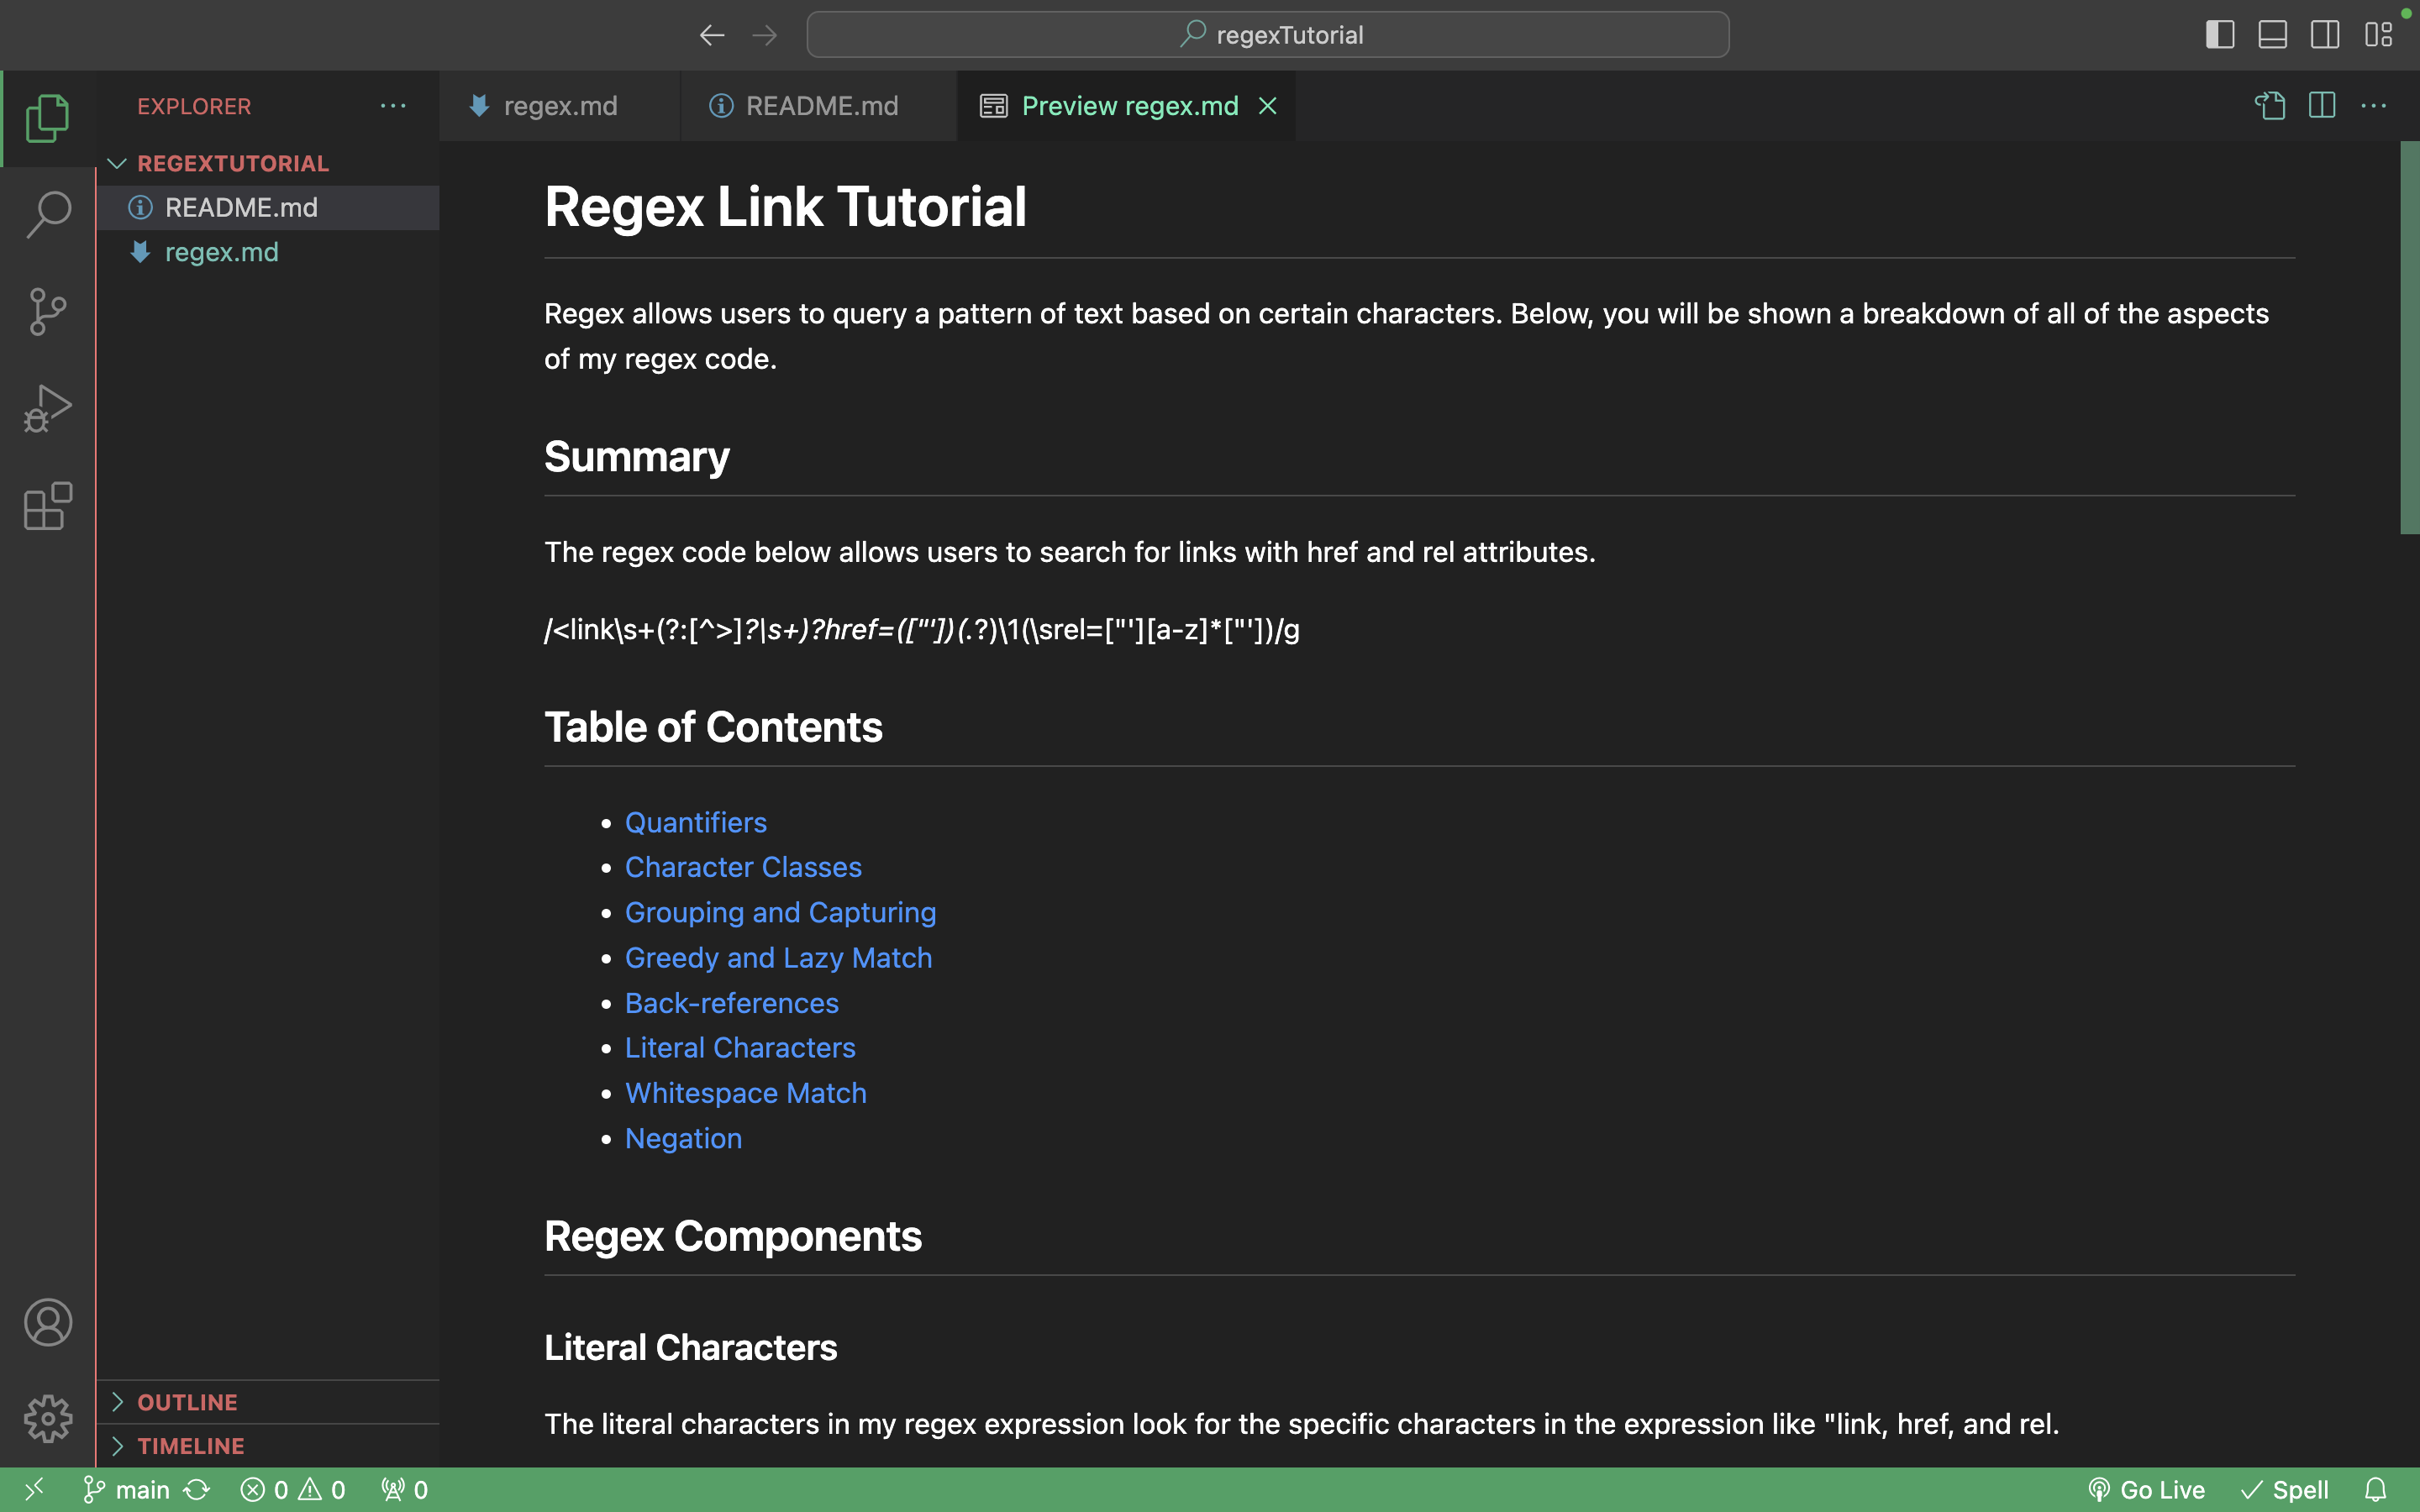 regexTutorial
EXPLORER
REGEXTUTORIAL
README.md
regex.md
regex.md
README.md
Preview regex.md
Regex Link Tutorial
Regex allows users to query a pattern of text based on certain characters. Below, you will be shown a breakdown of all of the aspects
of my regex code.
Summary
The regex code below allows users to search for links with href and rel attributes.
/<link\s+(?:[^>]?\s+)?href=(["'])(.?)\1(\srel=["'][a-z]*["'])/g
Table of Contents
• Quantifiers
• Character Classes
• Grouping and Capturing
• Greedy and Lazy Match
• Back-references
• Literal Characters
• Whitespace Match
• Negation
Regex Components
Literal Characters
The literal characters in my regex expression look for the specific characters in the expression like "link, href, and rel.
OUTLINE
TIMELINE
main 0 0 0 Go Live Spell